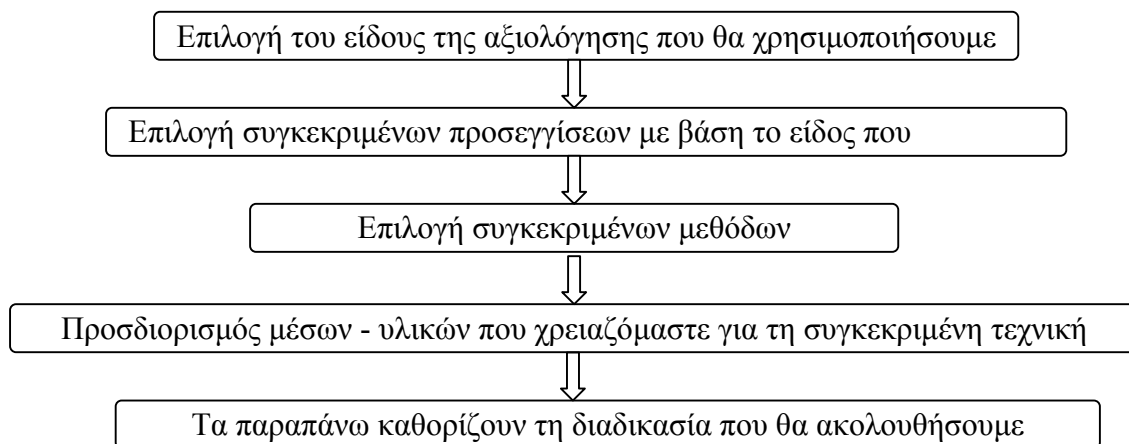 Επιλογή του είδους της αξιολόγησης που θα χρησιμοποιήσουμε
Επιλογή συγκεκριμένων προσεγγίσεων με βάση το είδος που
Επιλογή συγκεκριμένων μεθόδων
Προσδιορισμός μέσων - υλικών που χρειαζόμαστε για τη συγκεκριμένη τεχνική
Τα παραπάνω καθορίζουν τη διαδικασία που θα ακολουθήσουμε